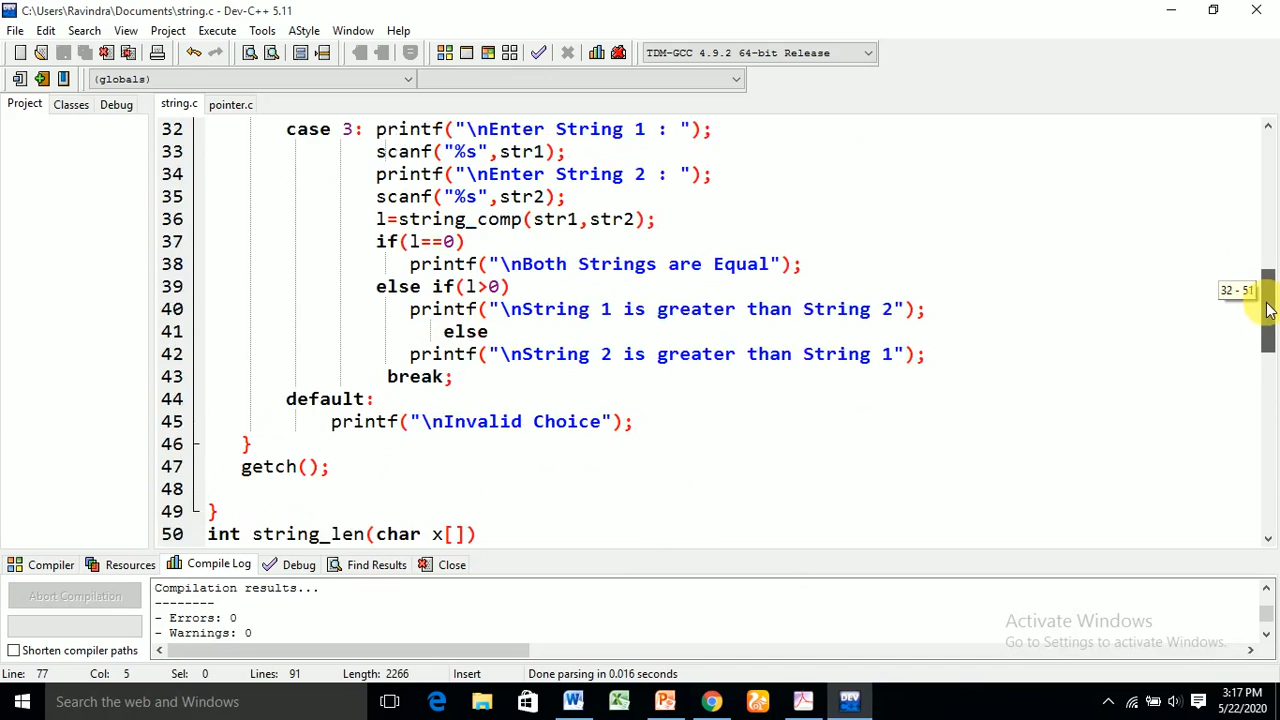 C:\Users\Ravindra\Documents\string.c - Dev-C++ 5.11
File Edit Search View Project Execute Tools AStyle Window Help
TDM-GCC 4.9.2 64-bit Release
(globals)
Project Classes Debug string.c pointer.c
32 case 3: printf("\nEnter String 1 : ");
33 scanf("%s",str1);
34 printf("\nEnter String 2 : ");
35 scanf("%s",str2);
36 l=string_comp(str1,str2);
37 if(l==0)
38 printf("\nBoth Strings are Equal");
39 else if(l>0)
40 printf("\nString 1 is greater than String 2");
41 else
42 printf("\nString 2 is greater than String 1");
43 break;
44 default:
45 printf("\nInvalid Choice");
46 }
47 getch();
48
49 }
50 int string_len(char x[])
32 - 51
Compiler Resources Compile Log Debug Find Results Close
Abort Compilation
Shorten compiler paths
Compilation results...
--------
- Errors: 0
- Warnings: 0
Activate Windows
Go to Settings to activate Windows.
Line: 77 Col: 5 Sel: 0 Lines: 91 Length: 2266 Insert Done parsing in 0.016 seconds
Search the web and Windows
DEV
3:17 PM
5/22/2020